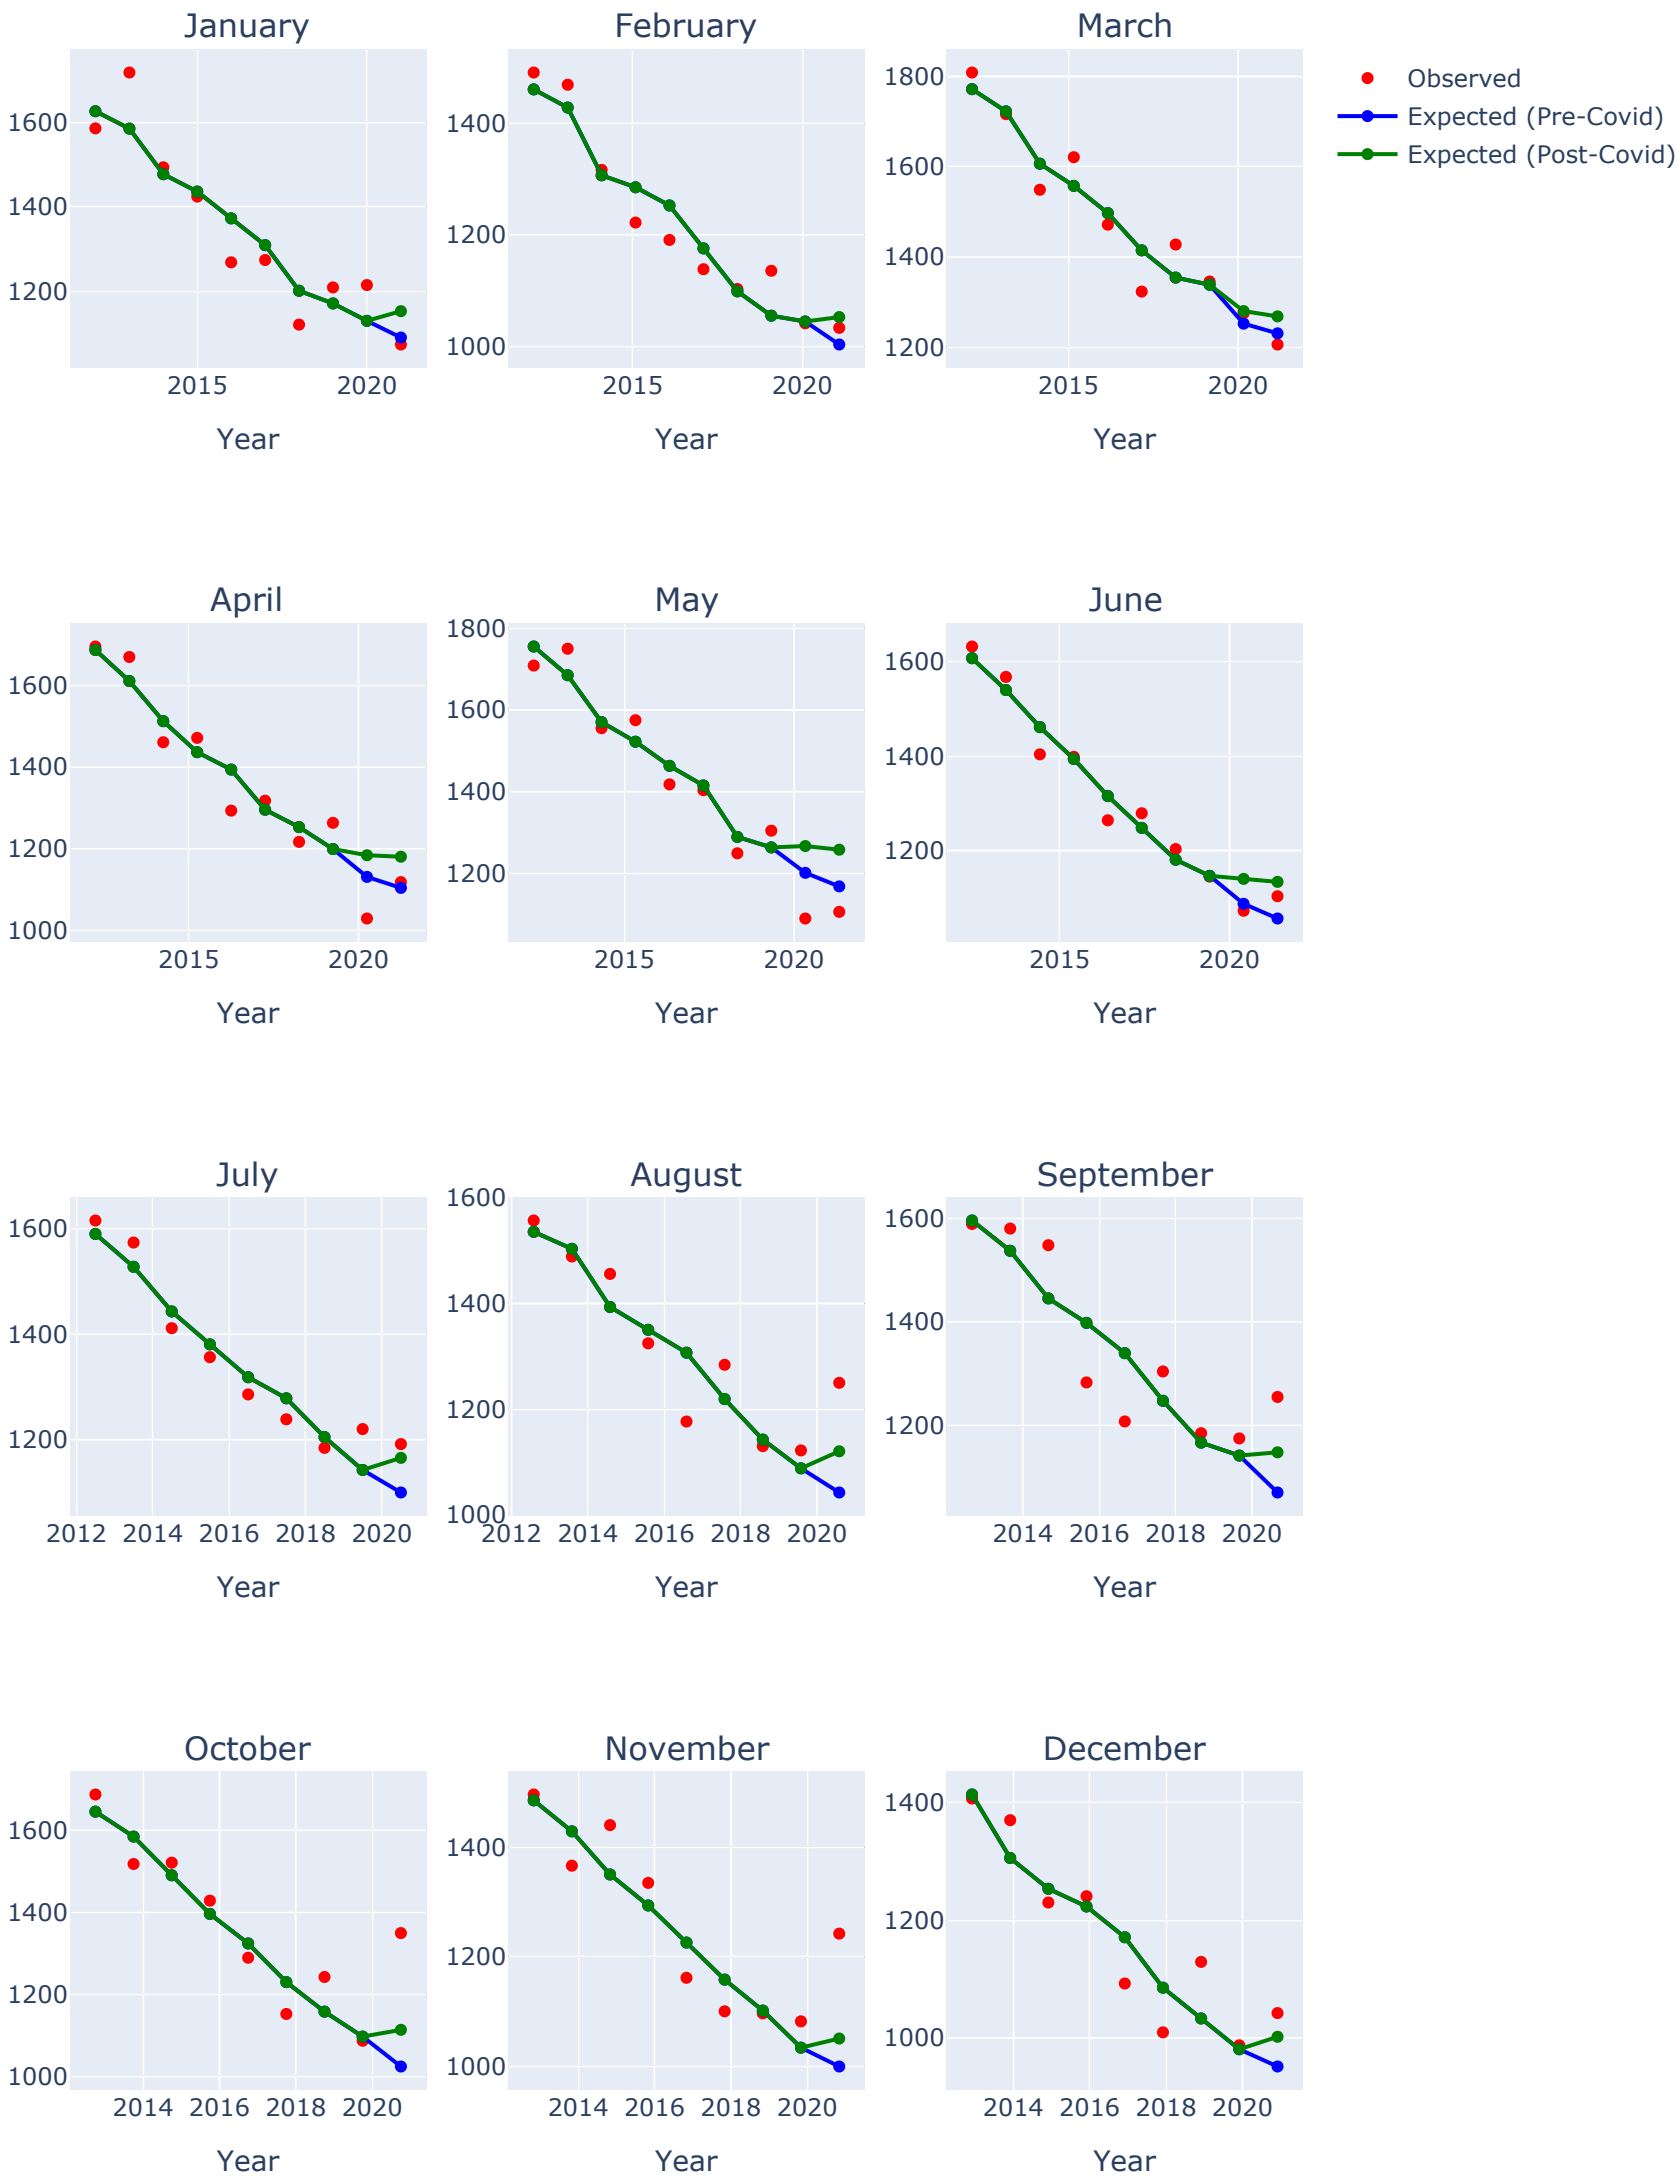 January
February
March
Observed
Expected (Pre-Covid)
Expected (Post-Covid)
1600
1400
1200
1400
1200
1000
1800
1600
1400
1200
2015 2020
2015 2020
2015 2020
Year
Year
Year
April
May
June
1600
1400
1200
1000
1800
1600
1400
1200
1600
1400
1200
2015 2020
2015 2020
2015 2020
Year
Year
Year
July
August
September
1600
1400
1200
1600
1400
1200
1000
1600
1400
1200
2012 2014 2016 2018 2020
2012 2014 2016 2018 2020
2014 2016 2018 2020
Year
Year
Year
October
November
December
1600
1400
1200
1000
1400
1200
1000
1400
1200
1000
2014 2016 2018 2020
2014 2016 2018 2020
2014 2016 2018 2020
Year
Year
Year